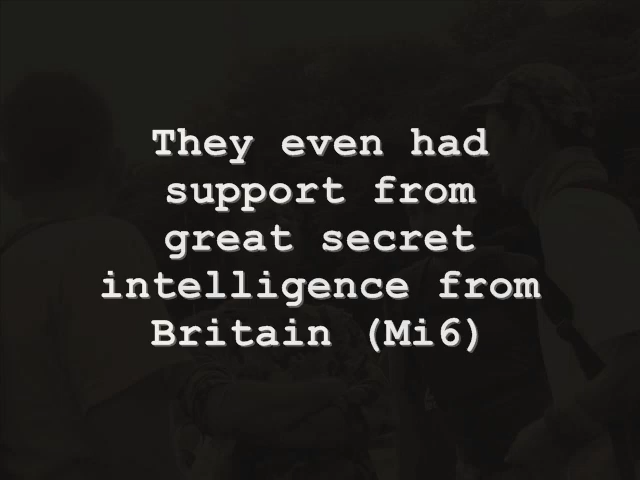 They even had
support from
great secret
intelligence from
Britain (Mi6)